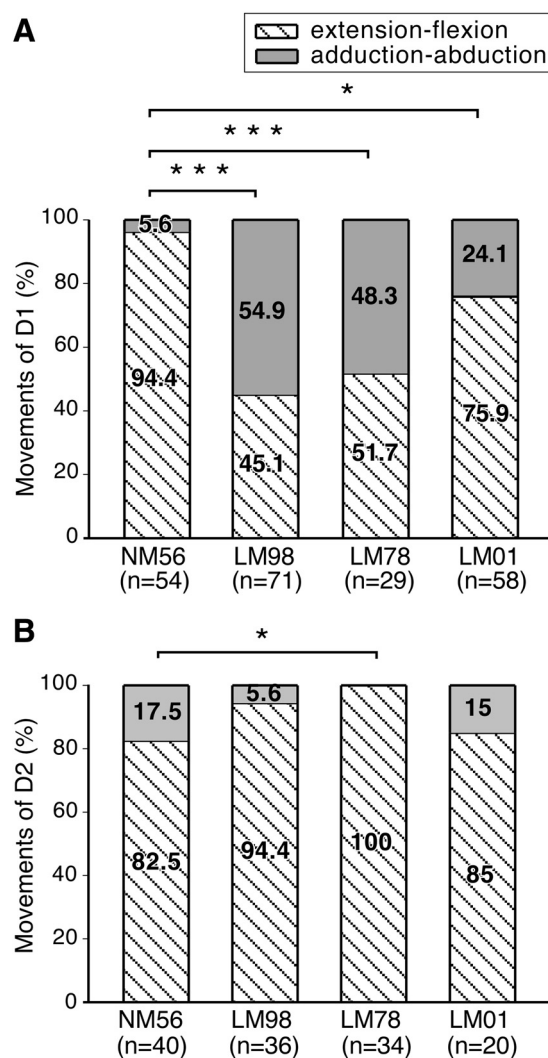 A
extension-flexion
adduction-abduction
*
* * *
* * *
Movements of D1 (%)
100
80
60
40
20
0
5.6
94.4
54.9
45.1
48.3
51.7
24.1
75.9
NM56 LM98 LM78 LM01
(n=54) (n=71) (n=29) (n=58)
B
*
Movements of D2 (%)
100
80
60
40
20
0
17.5
82.5
5.6
94.4
100
15
85
NM56 LM98 LM78 LM01
(n=40) (n=36) (n=34) (n=20)